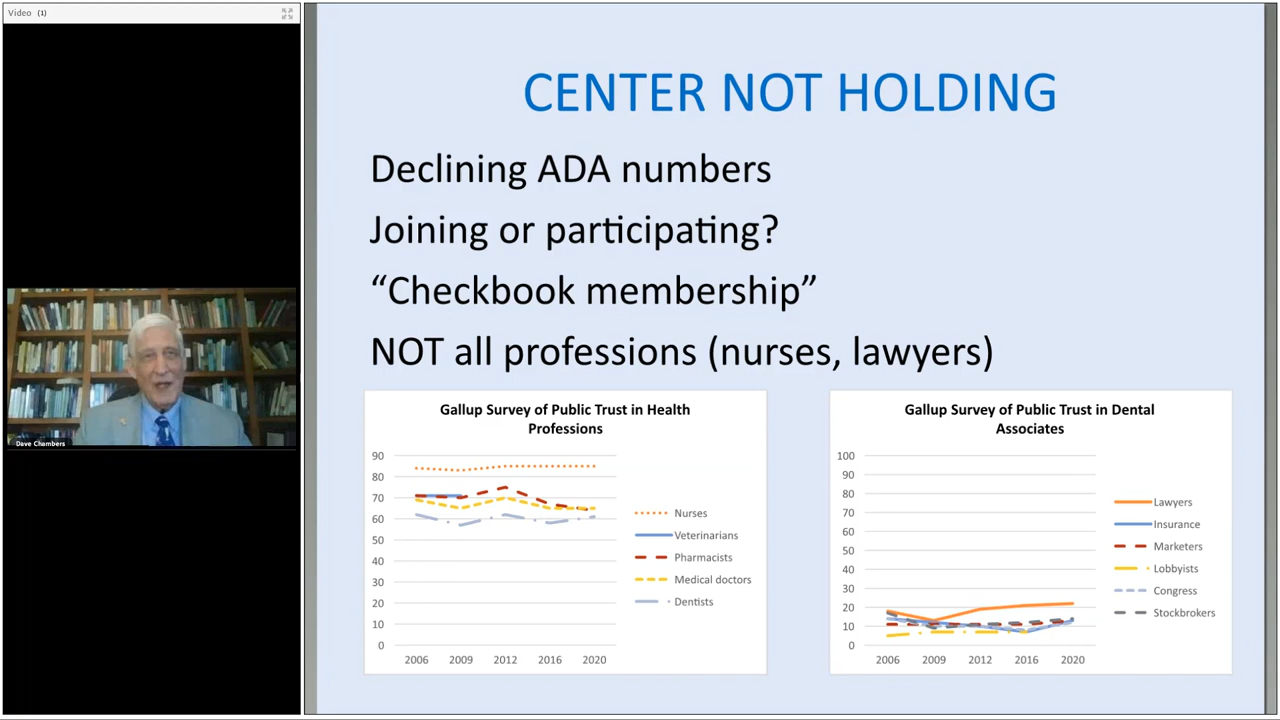 Video (1)
Dave Chambers
CENTER NOT HOLDING
Declining ADA numbers
Joining or participating?
“Checkbook membership”
NOT all professions (nurses, lawyers)
Gallup Survey of Public Trust in Health
Professions
90
80
70
60
50
40
30
20
10
0
2006 2009 2012 2016 2020
Nurses
Veterinarians
Pharmacists
Medical doctors
Dentists
Gallup Survey of Public Trust in Dental
Associates
100
90
80
70
60
50
40
30
20
10
0
2006 2009 2012 2016 2020
Lawyers
Insurance
Marketers
Lobbyists
Congress
Stockbrokers